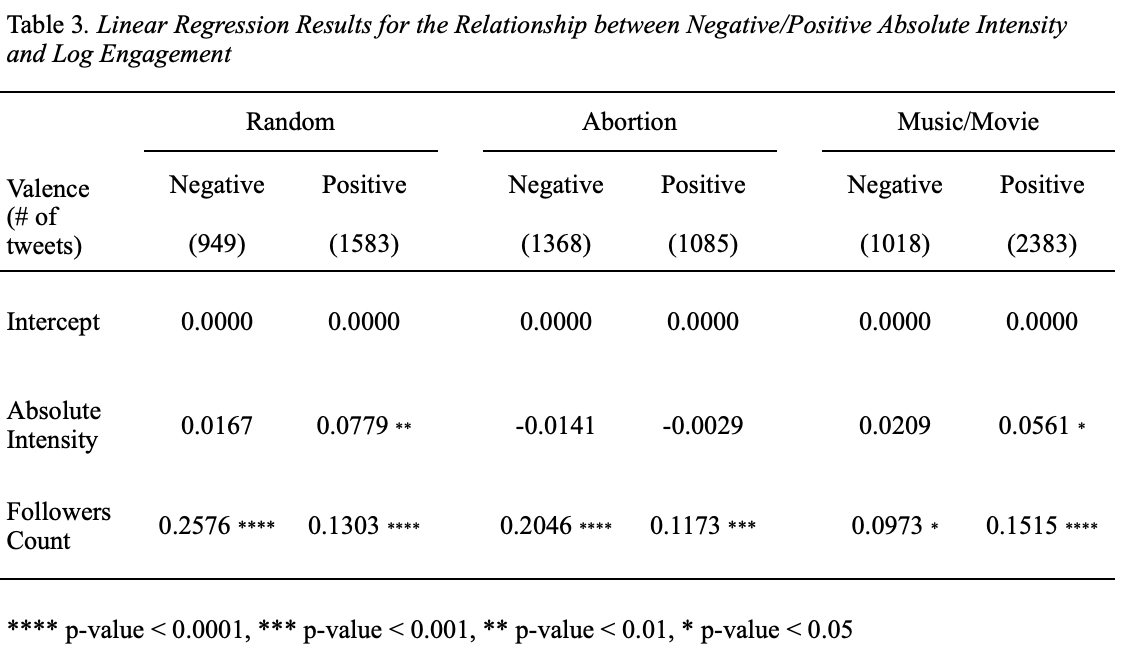 Table 3. Linear Regression Results for the Relationship between Negative/Positive Absolute Intensity
and Log Engagement
Random Abortion Music/Movie
Valence
(# of
tweets)
Negative Positive Negative Positive Negative Positive
(949) (1583) (1368) (1085) (1018) (2383)
Intercept 0.0000 0.0000 0.0000 0.0000 0.0000 0.0000
Absolute
Intensity
0.0167 0.0779 ** -0.0141 -0.0029 0.0209 0.0561 *
Followers
Count
0.2576 **** 0.1303 **** 0.2046 **** 0.1173 *** 0.0973 * 0.1515 ****
**** p-value < 0.0001, *** p-value < 0.001, ** p-value < 0.01, * p-value < 0.05